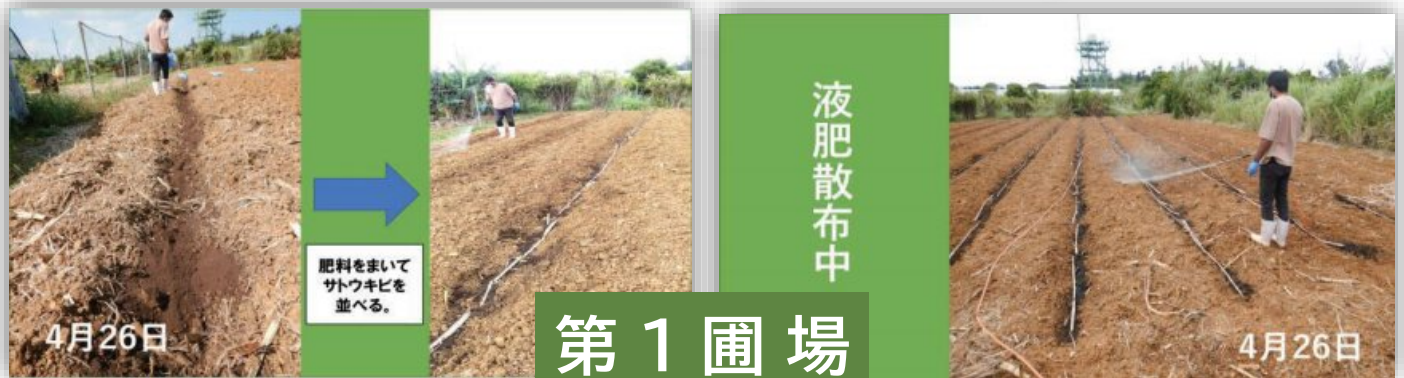 4月26日
肥料をまいて
サトウキビを
並べる。
液肥散布中
4月26日
第１圃場